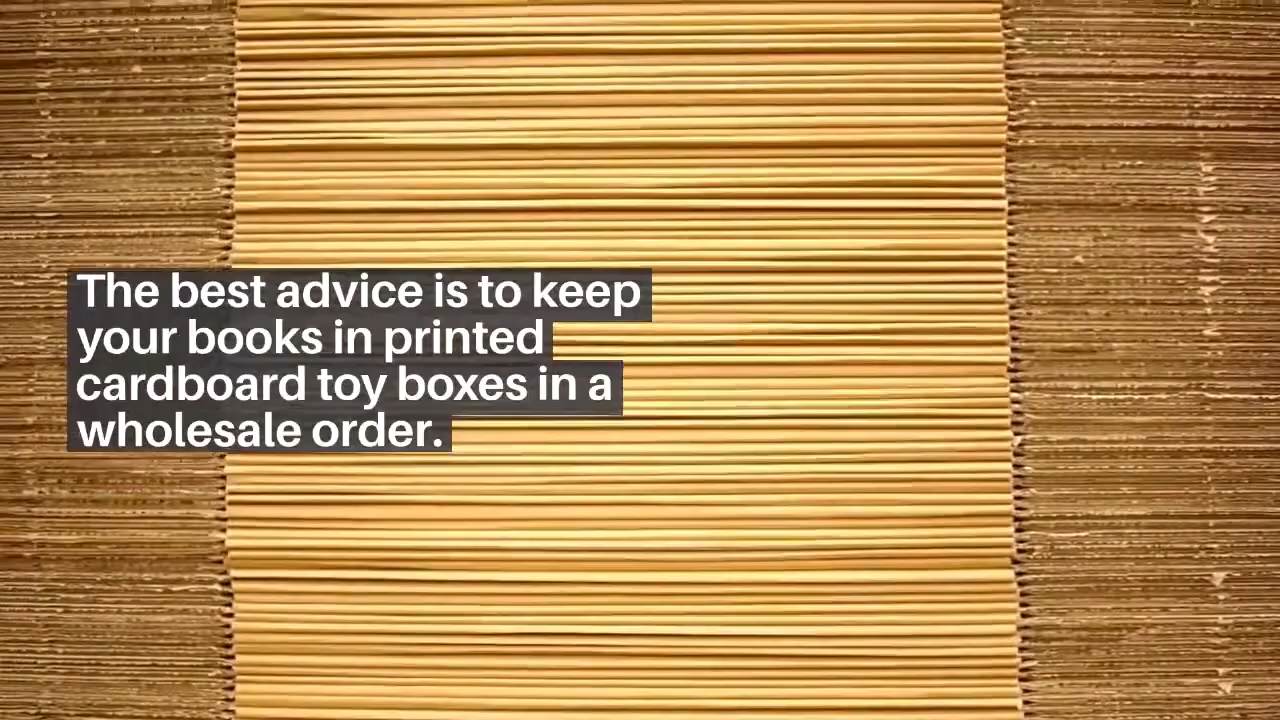 The best advice is to keep
your books in printed
cardboard toy boxes in a
wholesale order.